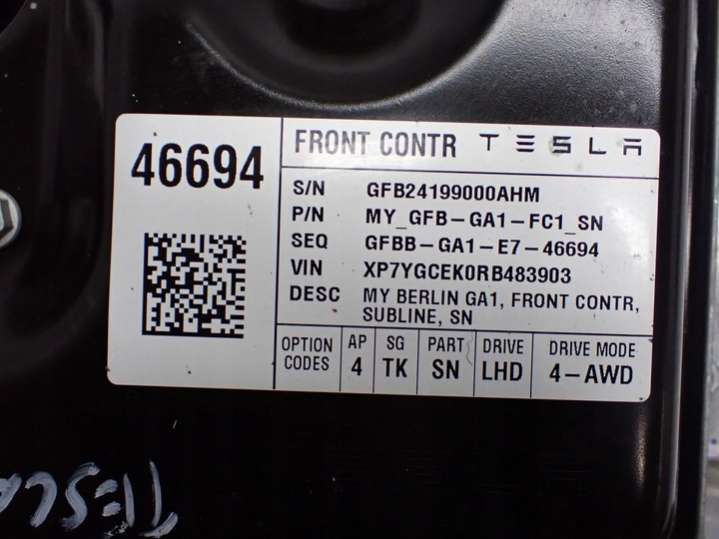 46694
FRONT CONTR TESLA
S/N GFB24199000AHM
P/N MY_GFB-GA1-FC1_SN
SEQ GFBB-GA1-E7-46694
VIN XP7YGCEK0RB483903
DESC MY BERLIN GA1, FRONT CONTR,
SUBLINE, SN
OPTION CODES AP 4 SG TK PART SN DRIVE LHD DRIVE MODE 4-AWD
TESLA